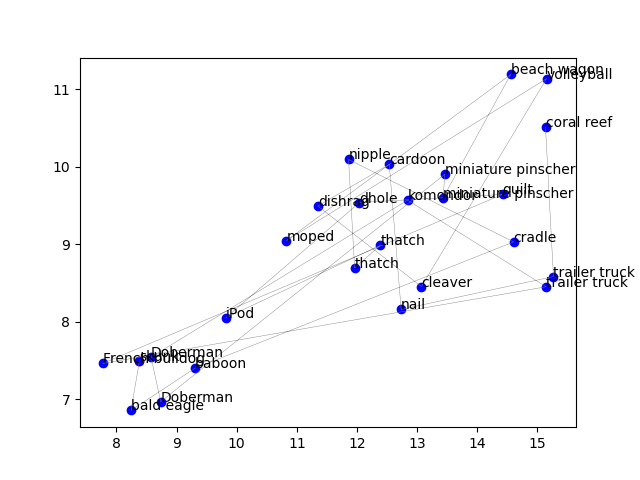 beach wagon
volleyball
coral reef
nipple
cardoon
miniature pinscher
miniature pinscher
quilt
dishrag
dhole
komondor
moped
thatch
cradle
thatch
trailer truck
trailer truck
cleaver
nail
iPod
French bulldog
Doberman
baboon
Doberman
bald eagle
11
10
9
8
7
8
9
10
11
12
13
14
15